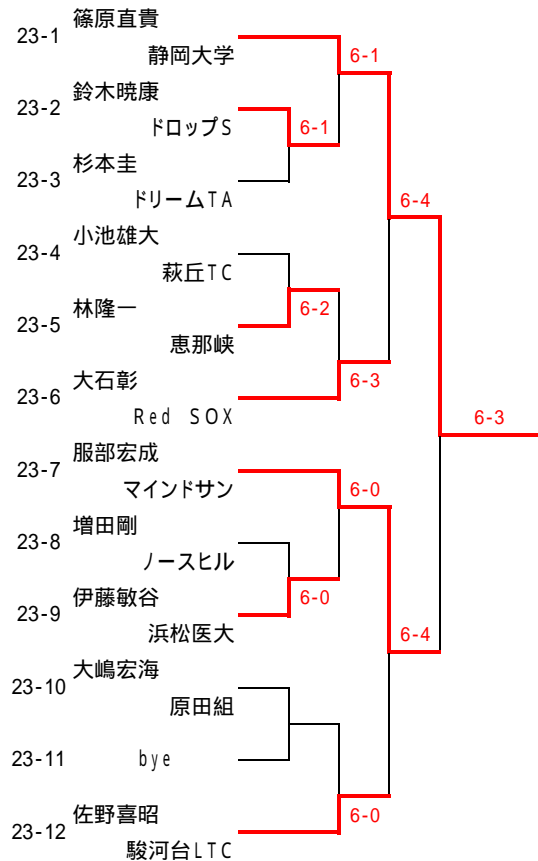 篠原直貴
23-1
静岡大学
6-1
鈴木暁康
23-2
ドロップS
6-1
杉本圭
23-3
ドリームTA
6-4
小池雄大
23-4
萩丘TC
林隆一
6-2
23-5
恵那峡
大石彰
6-3
23-6
Red SOX
6-3
服部宏成
23-7
マインドサン
6-0
増田剛
23-8
ノースヒル
伊藤敏谷
6-0
23-9
浜松医大
6-4
大嶋宏海
23-10
原田組
23-11
bye
佐野喜昭
6-0
23-12
駿河台LTC